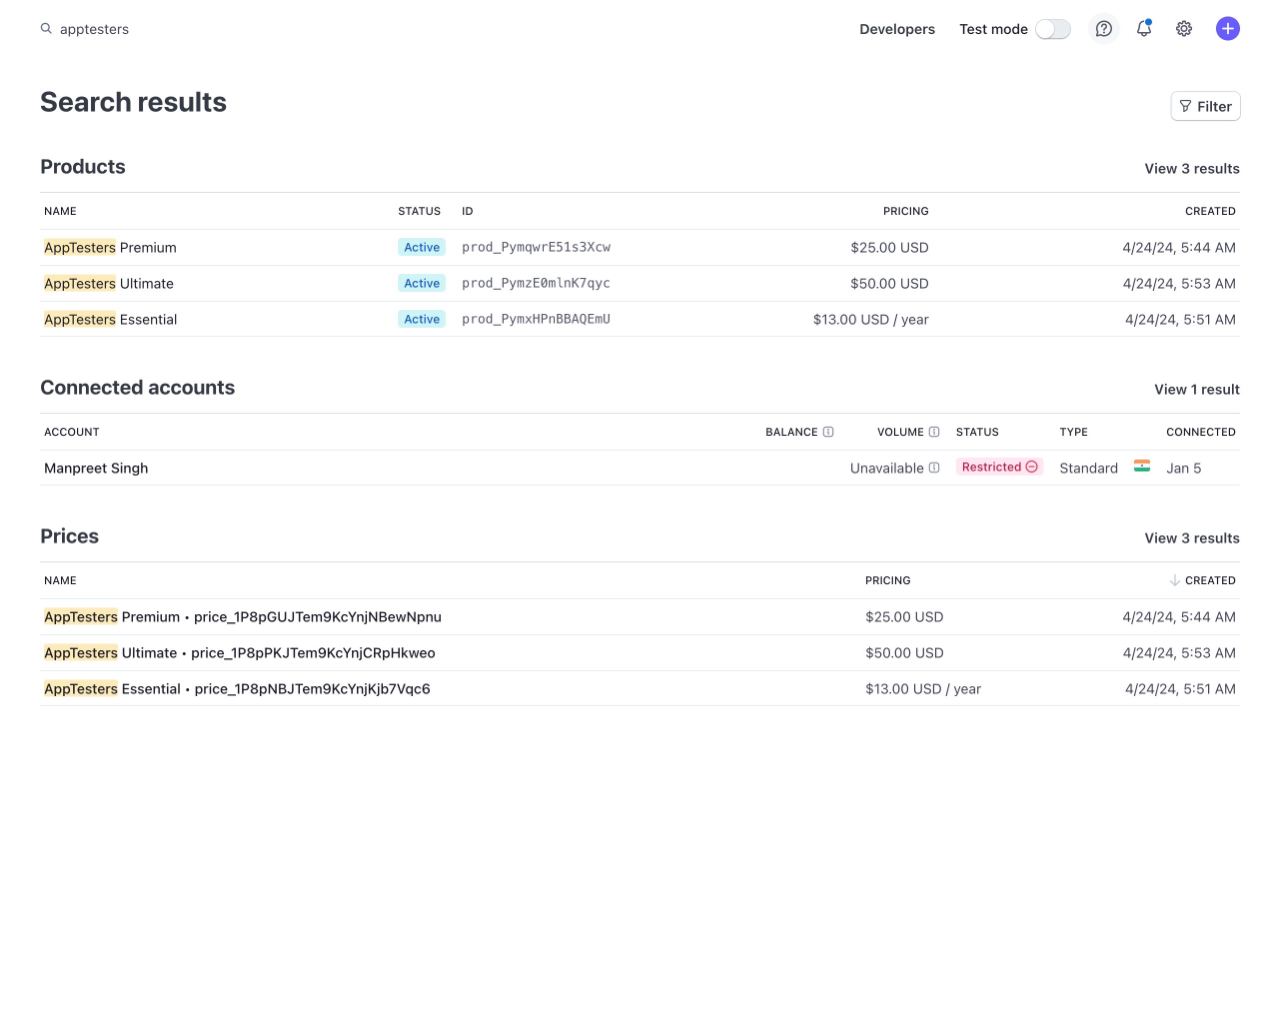 apptesters
Developers
Test mode
Search results
Filter
Products
View 3 results
NAME STATUS ID PRICING CREATED
AppTesters Premium Active prod_PymqwrE51s3Xcw $25.00 USD 4/24/24, 5:44 AM
AppTesters Ultimate Active prod_PymzE0mlnK7qyc $50.00 USD 4/24/24, 5:53 AM
AppTesters Essential Active prod_PymxHPnBBAQEmU $13.00 USD / year 4/24/24, 5:51 AM
Connected accounts
View 1 result
ACCOUNT BALANCE VOLUME STATUS TYPE CONNECTED
Manpreet Singh Unavailable Restricted Standard Jan 5
Prices
View 3 results
NAME PRICING CREATED
AppTesters Premium • price_1P8pGUJTem9KcYnjNBewNpnu $25.00 USD 4/24/24, 5:44 AM
AppTesters Ultimate • price_1P8pPKJTem9KcYnjCRpHkweo $50.00 USD 4/24/24, 5:53 AM
AppTesters Essential • price_1P8pNBJTem9KcYnjKjb7Vqc6 $13.00 USD / year 4/24/24, 5:51 AM